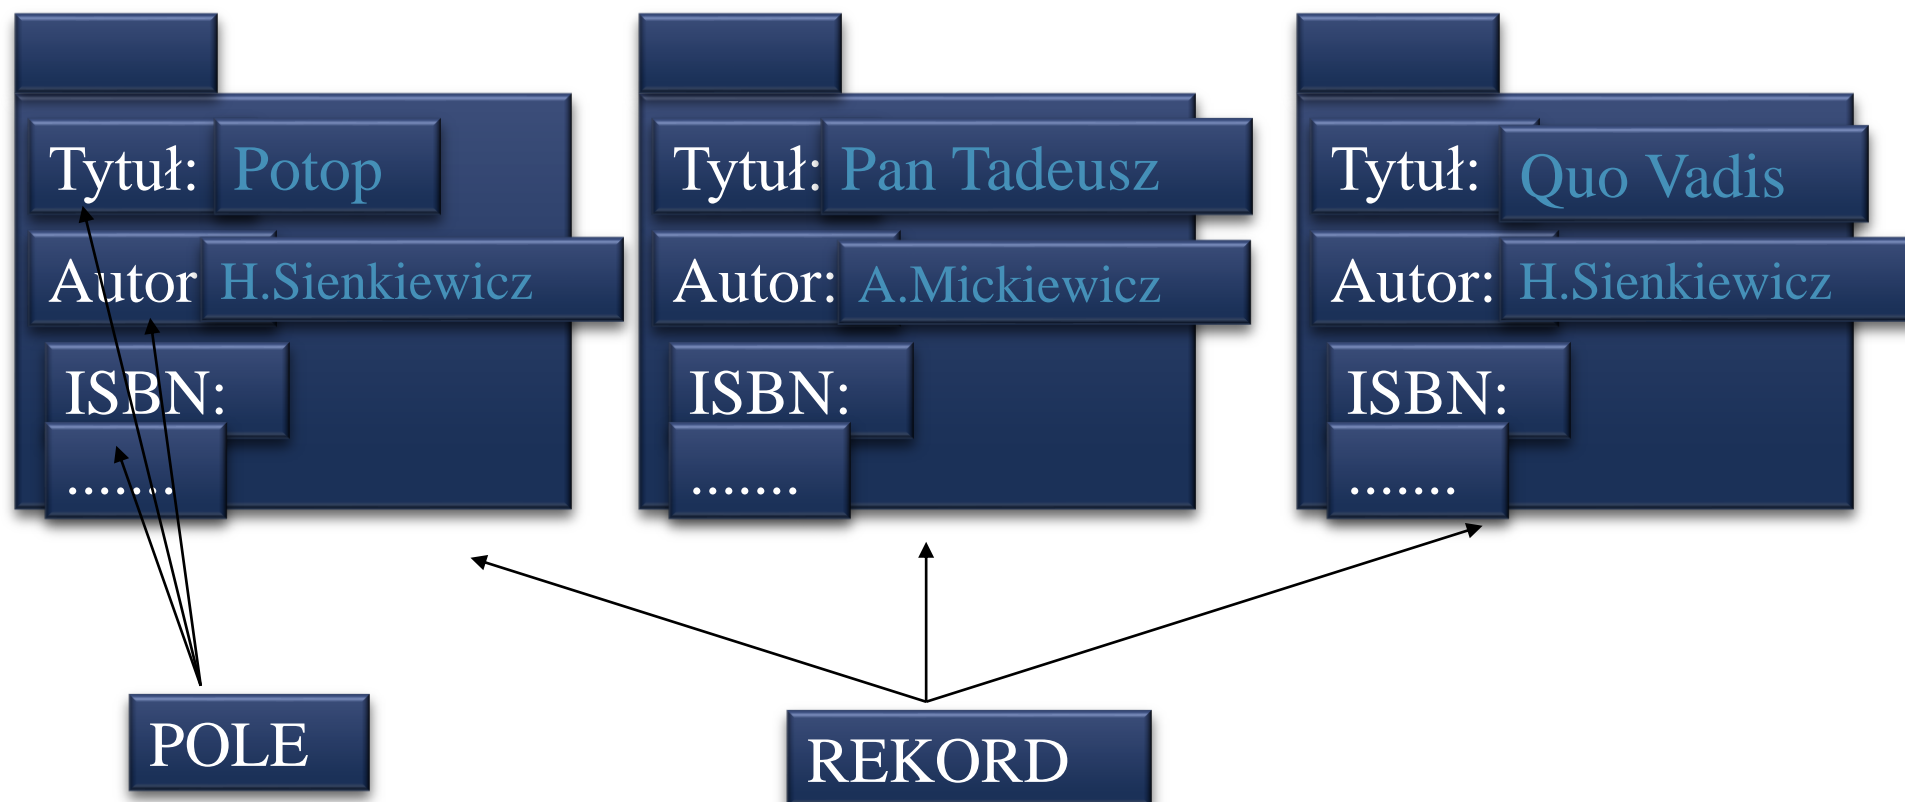 Tytuł: Potop
Autor H.Sienkiewicz
ISBN:
.......
Tytuł: Pan Tadeusz
Autor: A.Mickiewicz
ISBN:
.......
Tytuł: Quo Vadis
Autor: H.Sienkiewicz
ISBN:
.......
POLE
REKORD